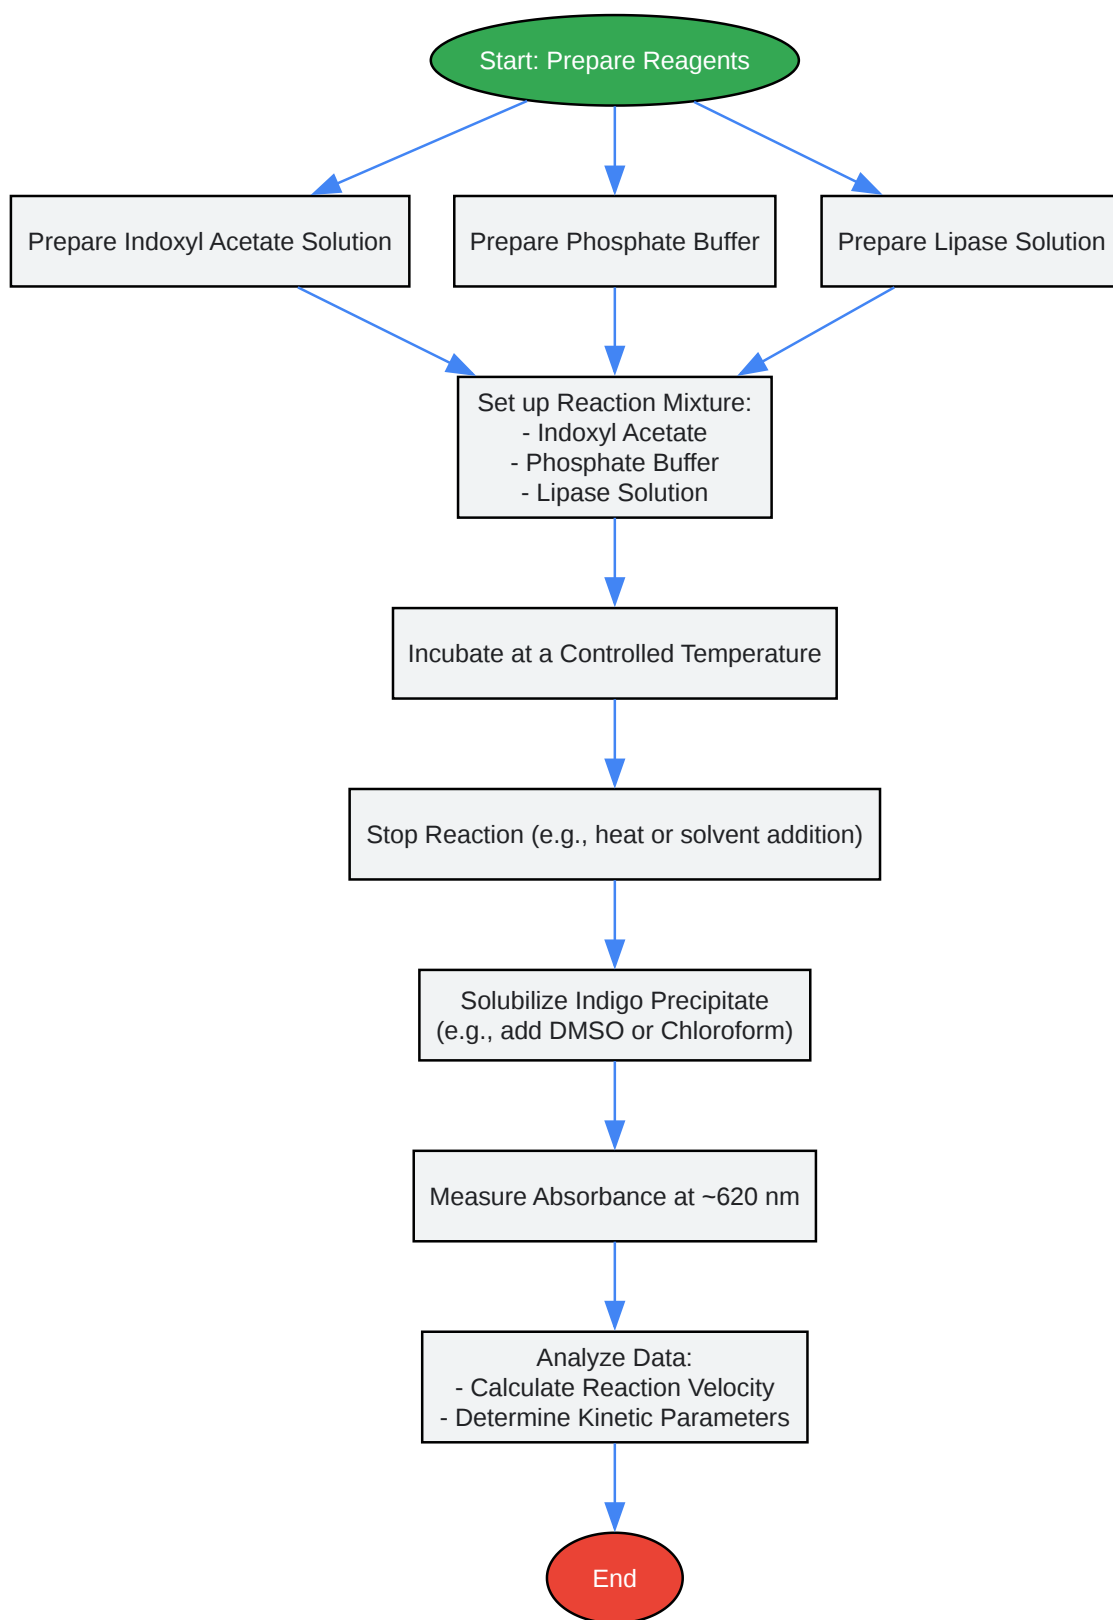 Start: Prepare Reagents
Prepare Indoxyl Acetate Solution
Prepare Phosphate Buffer
Prepare Lipase Solution
Set up Reaction Mixture:
- Indoxyl Acetate
- Phosphate Buffer
- Lipase Solution
Incubate at a Controlled Temperature
Stop Reaction (e.g., heat or solvent addition)
Solubilize Indigo Precipitate
(e.g., add DMSO or Chloroform)
Measure Absorbance at ~620 nm
Analyze Data:
- Calculate Reaction Velocity
- Determine Kinetic Parameters
End